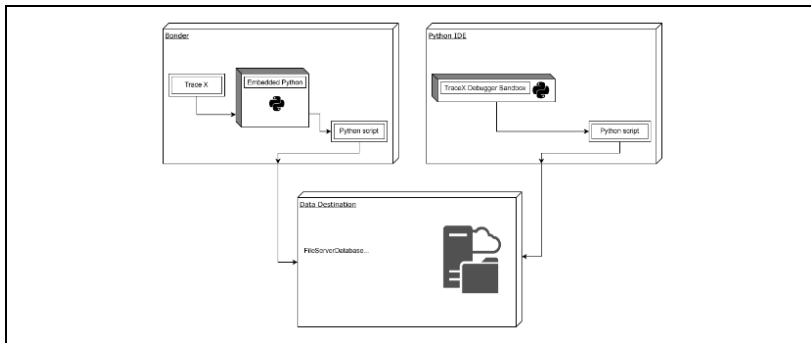 Bonder
Trace X
Embedded Python
Python script
Python IDE
TraceX Debugger Sandbox
Python script
Data Destination
FileServerDatabase...